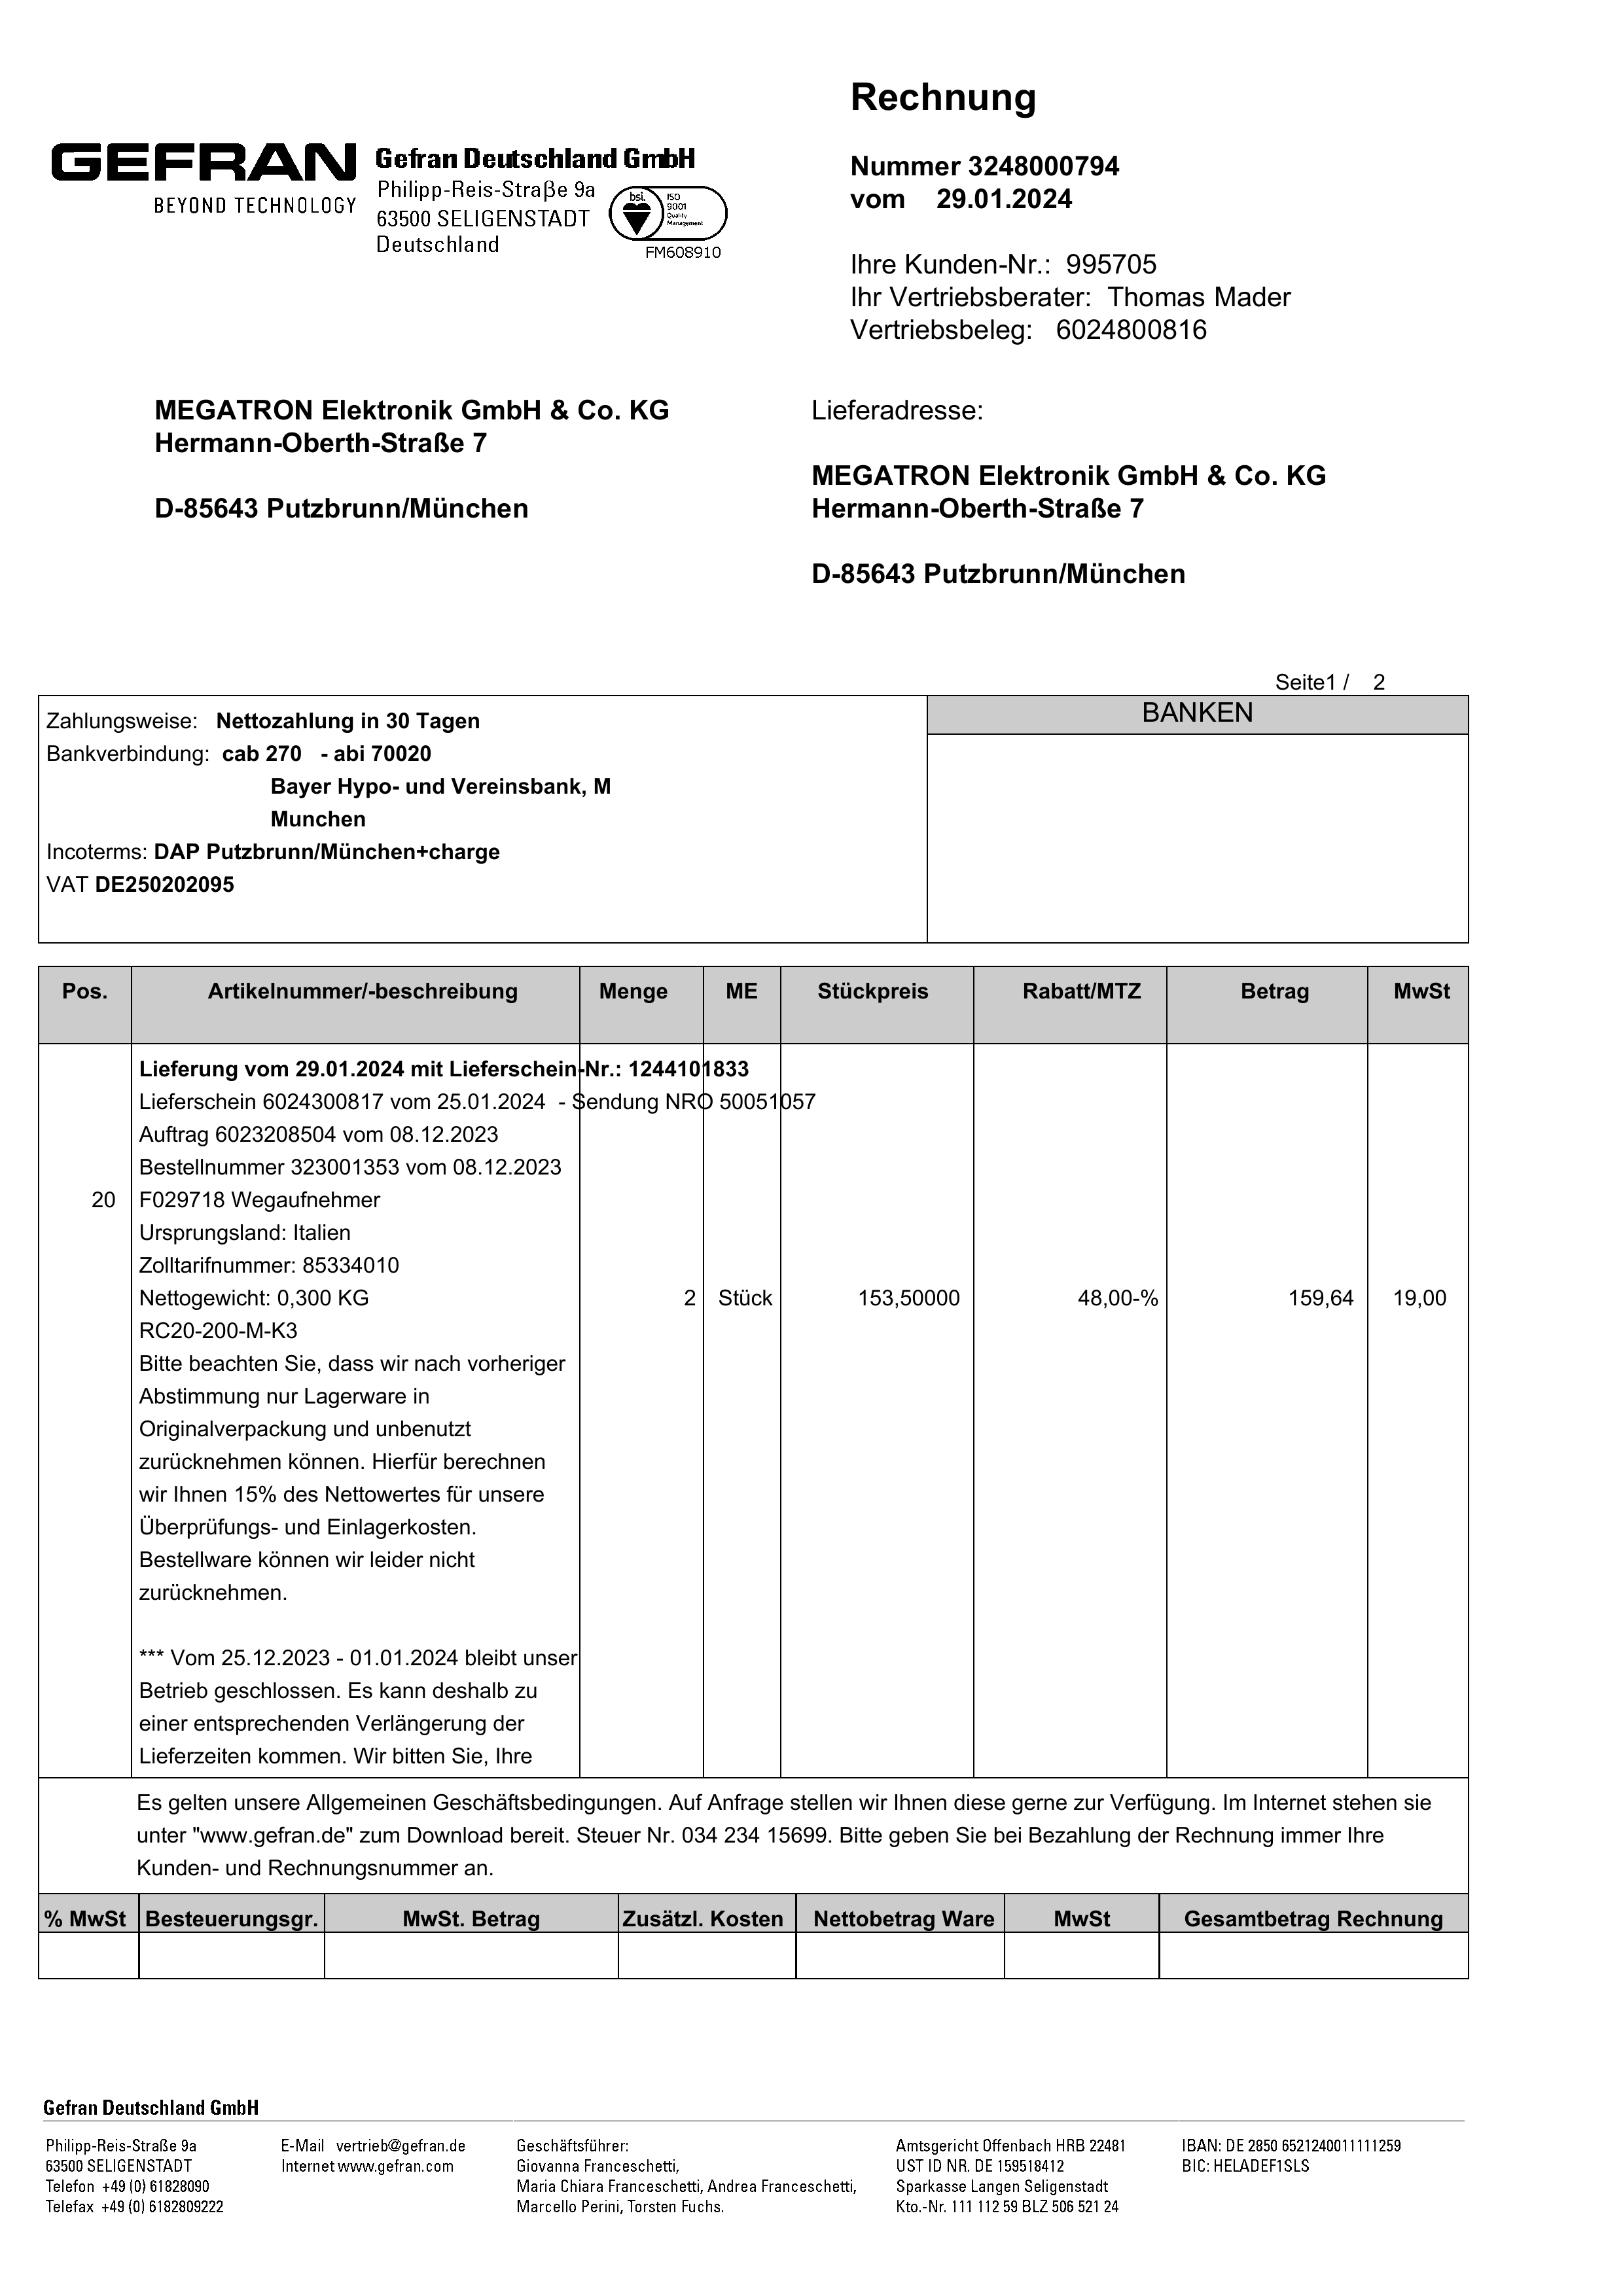 Rechnung
GEFRAN
BEYOND TECHNOLOGY
Gefran Deutschland GmbH
Philipp-Reis-Straße 9a
63500 SELIGENSTADT
Deutschland
bsi.
ISO
9001
Quality
Management
FM608910
Nummer 3248000794
vom 29.01.2024
Ihre Kunden-Nr.: 995705
Ihr Vertriebsberater: Thomas Mader
Vertriebsbeleg: 6024800816
MEGATRON Elektronik GmbH & Co. KG
Hermann-Oberth-Straße 7
D-85643 Putzbrunn/München
Lieferadresse:
MEGATRON Elektronik GmbH & Co. KG
Hermann-Oberth-Straße 7
D-85643 Putzbrunn/München
Seite1 / 2
Zahlungsweise: Nettozahlung in 30 Tagen
Bankverbindung: cab 270 - abi 70020
Bayer Hypo- und Vereinsbank, M
Munchen
Incoterms: DAP Putzbrunn/München+charge
VAT DE250202095
BANKEN
Pos. Artikelnummer/-beschreibung Menge ME Stückpreis Rabatt/MTZ Betrag MwSt
Lieferung vom 29.01.2024 mit Lieferschein-Nr.: 1244101833
Lieferschein 6024300817 vom 25.01.2024 - Sendung NRO 50051057
Auftrag 6023208504 vom 08.12.2023
Bestellnummer 323001353 vom 08.12.2023
20 F029718 Wegaufnehmer
Ursprungsland: Italien
Zolltarifnummer: 85334010
Nettogewicht: 0,300 KG 2 Stück 153,50000 48,00-% 159,64 19,00
RC20-200-M-K3
Bitte beachten Sie, dass wir nach vorheriger
Abstimmung nur Lagerware in
Originalverpackung und unbenutzt
zurücknehmen können. Hierfür berechnen
wir Ihnen 15% des Nettowertes für unsere
Überprüfungs- und Einlagerkosten.
Bestellware können wir leider nicht
zurücknehmen.
*** Vom 25.12.2023 - 01.01.2024 bleibt unser
Betrieb geschlossen. Es kann deshalb zu
einer entsprechenden Verlängerung der
Lieferzeiten kommen. Wir bitten Sie, Ihre
Es gelten unsere Allgemeinen Geschäftsbedingungen. Auf Anfrage stellen wir Ihnen diese gerne zur Verfügung. Im Internet stehen sie
unter "www.gefran.de" zum Download bereit. Steuer Nr. 034 234 15699. Bitte geben Sie bei Bezahlung der Rechnung immer Ihre
Kunden- und Rechnungsnummer an.
% MwSt Besteuerungsgr. MwSt. Betrag Zusätzl. Kosten Nettobetrag Ware MwSt Gesamtbetrag Rechnung
Gefran Deutschland GmbH
Philipp-Reis-Straße 9a
63500 SELIGENSTADT
Telefon +49 (0) 61828090
Telefax +49 (0) 6182809222
E-Mail vertrieb@gefran.de
Internet www.gefran.com
Geschäftsführer:
Giovanna Franceschetti,
Maria Chiara Franceschetti, Andrea Franceschetti,
Marcello Perini, Torsten Fuchs.
Amtsgericht Offenbach HRB 22481
UST ID NR. DE 159518412
Sparkasse Langen Seligenstadt
Kto.-Nr. 111 112 59 BLZ 506 521 24
IBAN: DE 2850 6521240011111259
BIC: HELADEF1SLS